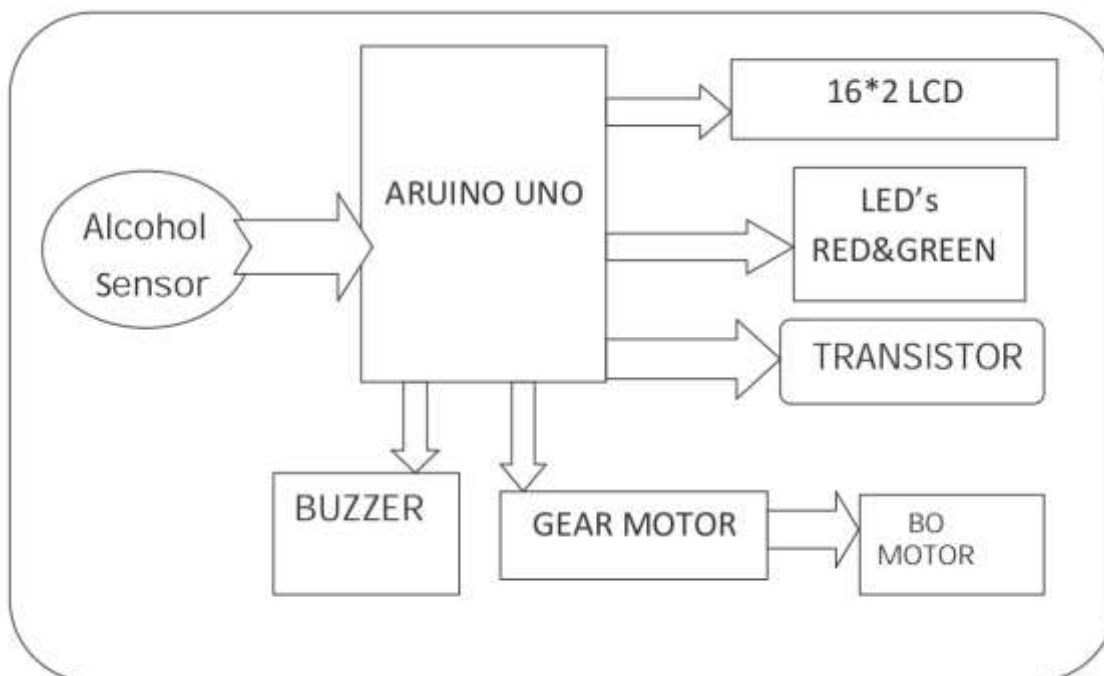 16*2 LCD
ARUINO UNO
LED’s
RED&GREEN
Alcohol
Sensor
TRANSISTOR
BUZZER
GEAR MOTOR
BO
MOTOR